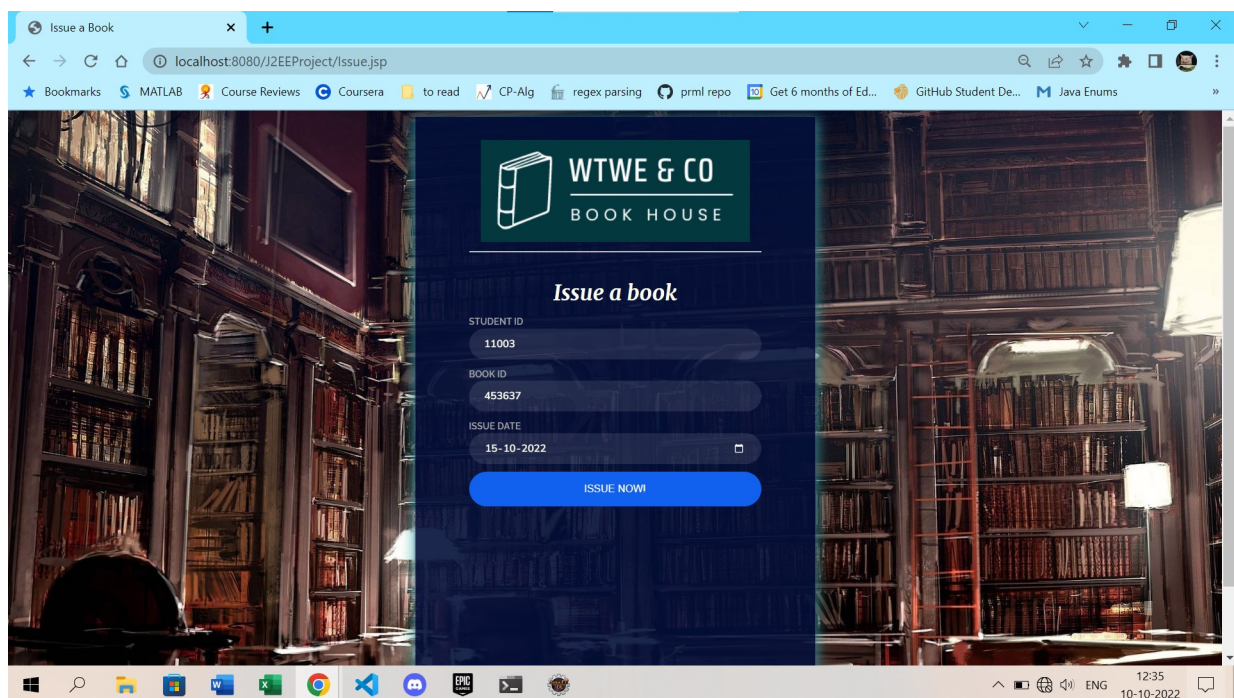 Issue a Book
localhost:8080/J2EEProject/Issue.jsp
Bookmarks MATLAB Course Reviews Coursera to read CP-Alg regex parsing prml repo Get 6 months of Ed... GitHub Student De... Java Enums »
WTWE & CO
BOOK HOUSE
Issue a book
STUDENT ID
11003
BOOK ID
453637
ISSUE DATE
15-10-2022
ISSUE NOW!
EPIC
GAMES
ENG
12:35
10-10-2022